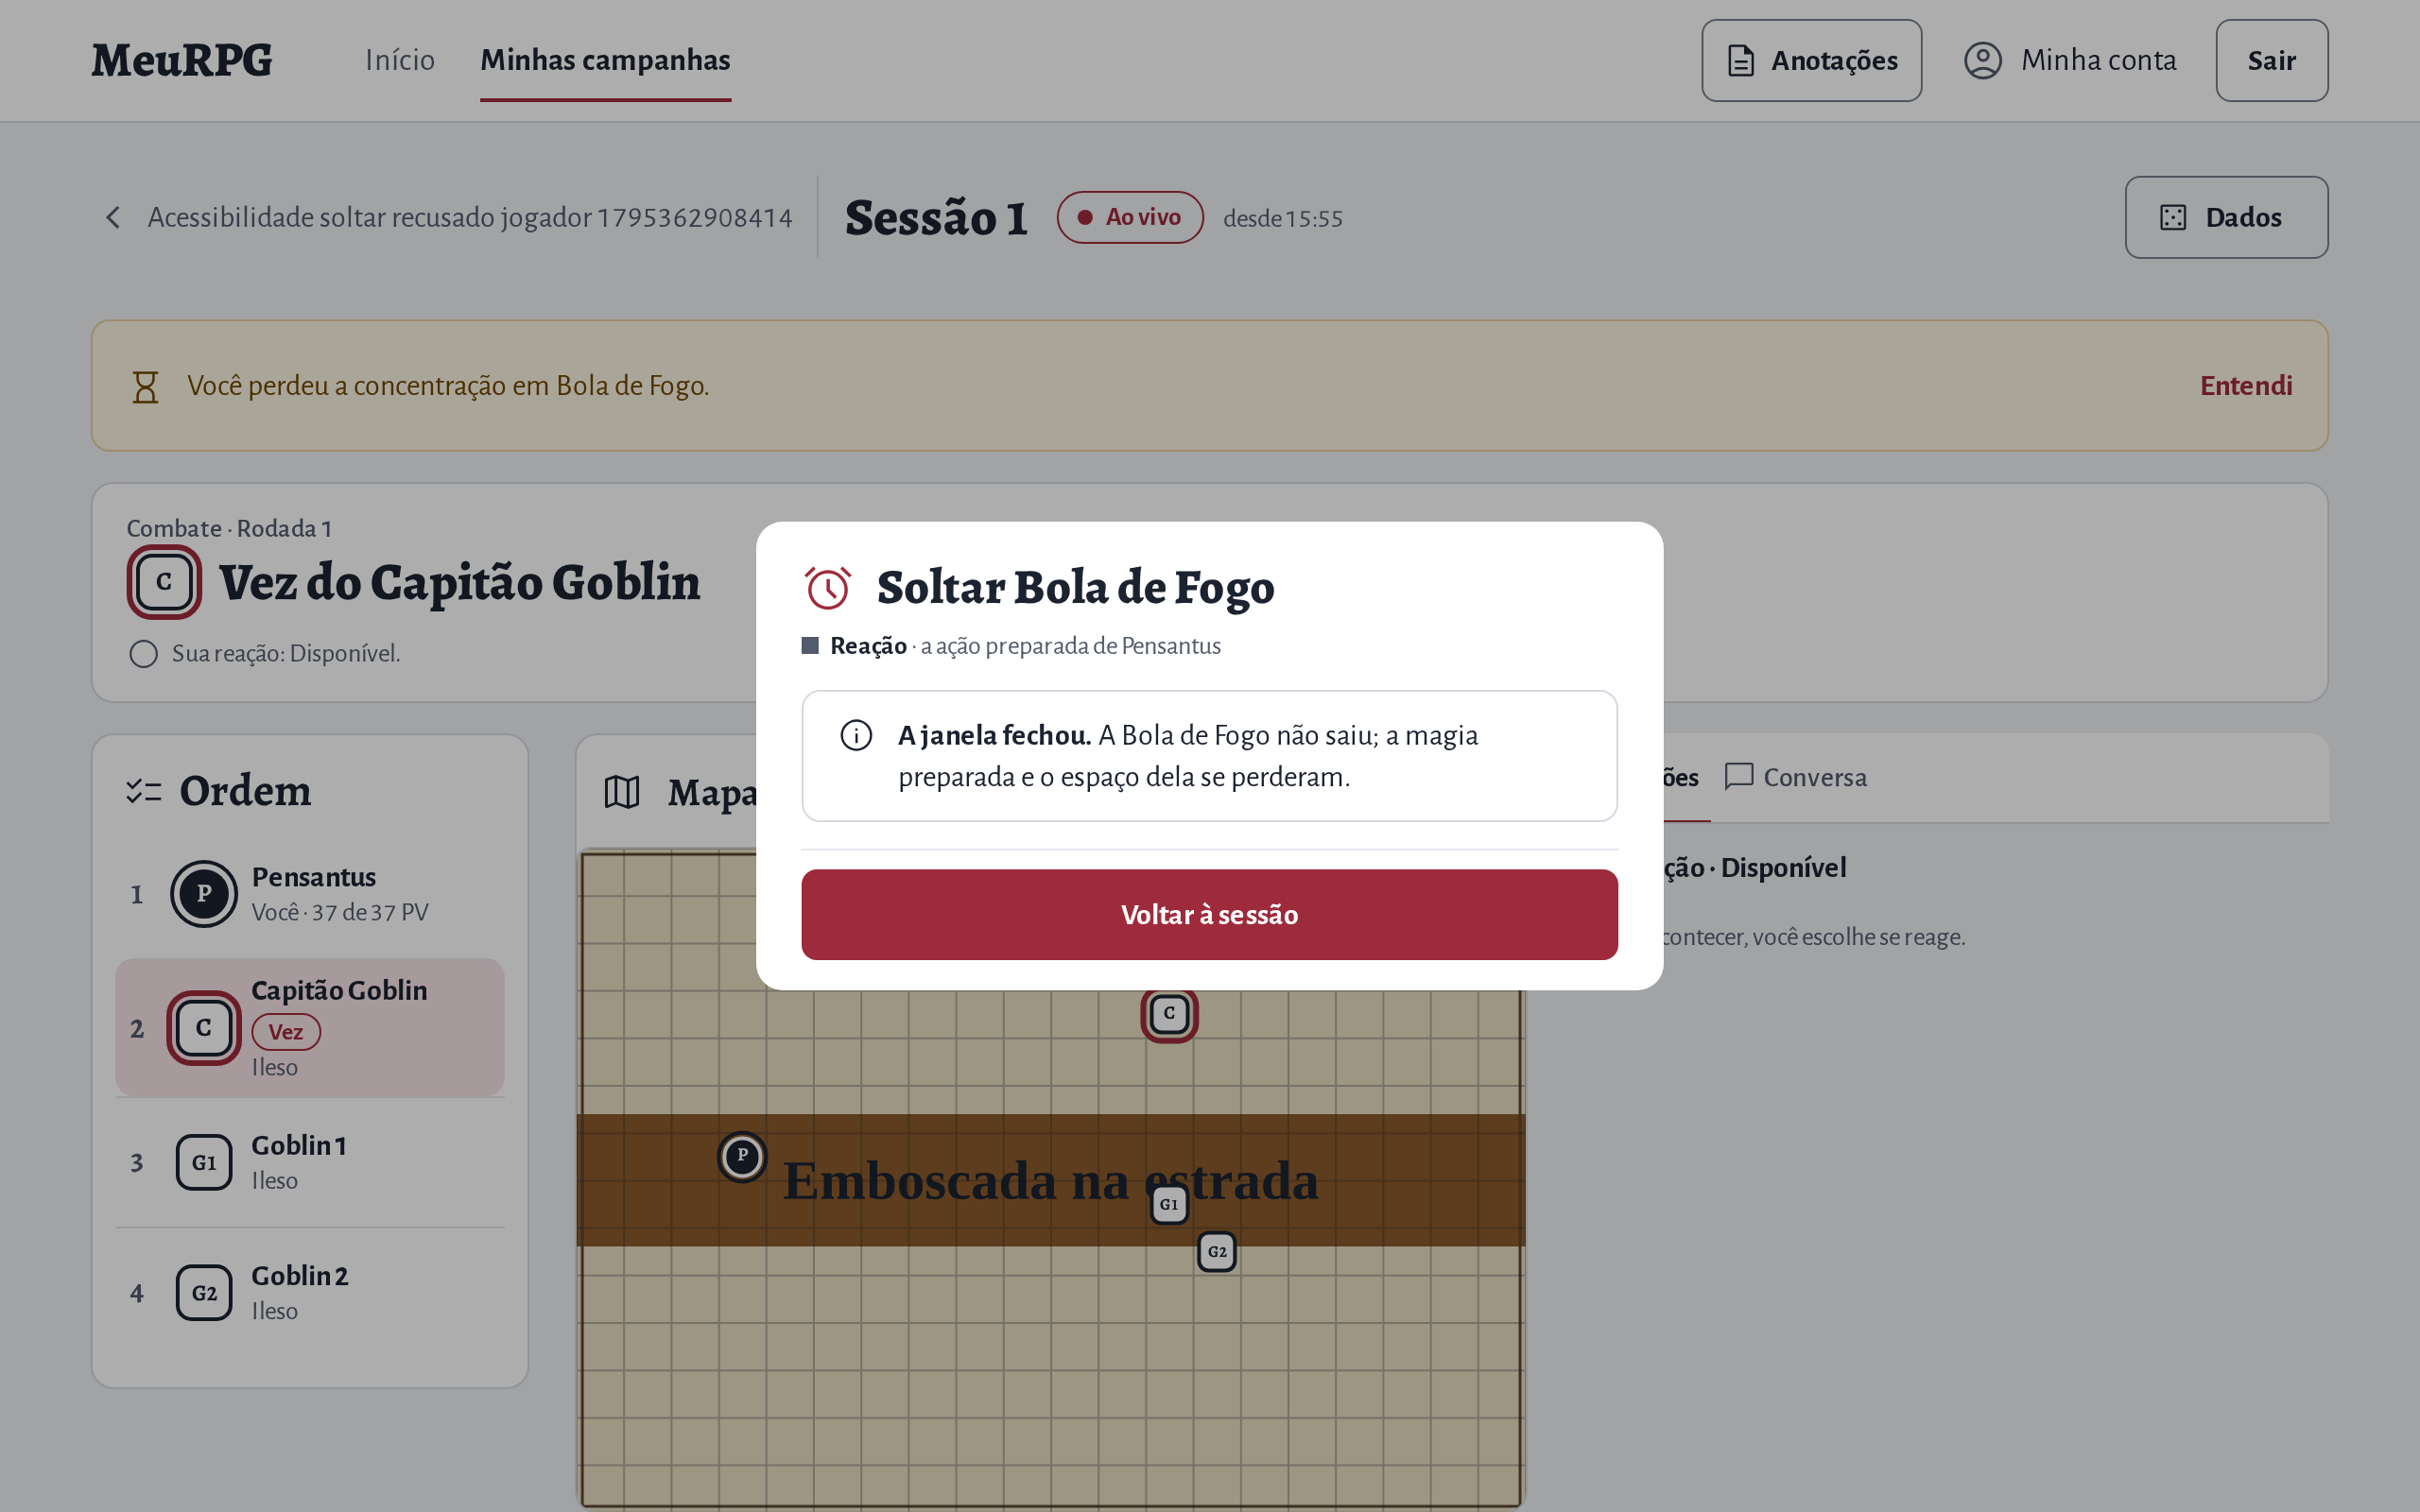 MeuRPG
Início
Minhas campanhas
Anotações
Minha conta
Sair
Acessibilidade soltar recusado jogador 1795362908414
Sessão 1
Ao vivo
desde 15:55
Dados
Você perdeu a concentração em Bola de Fogo.
Entendi
Combate · Rodada 1
C
Vez do Capitão Goblin
Sua reação: Disponível.
Soltar Bola de Fogo
Reação · a ação preparada de Pensantus
A janela fechou. A Bola de Fogo não saiu; a magia
preparada e o espaço dela se perderam.
Voltar à sessão
Ordem
1
P
Pensantus
Você · 37 de 37 PV
2
C
Capitão Goblin
Vez
Ileso
3
G1
Goblin 1
Ileso
4
G2
Goblin 2
Ileso
Mapa
C
P
Emboscada na estrada
G1
G2
ões
Conversa
ção · Disponível
contecer, você escolhe se reage.